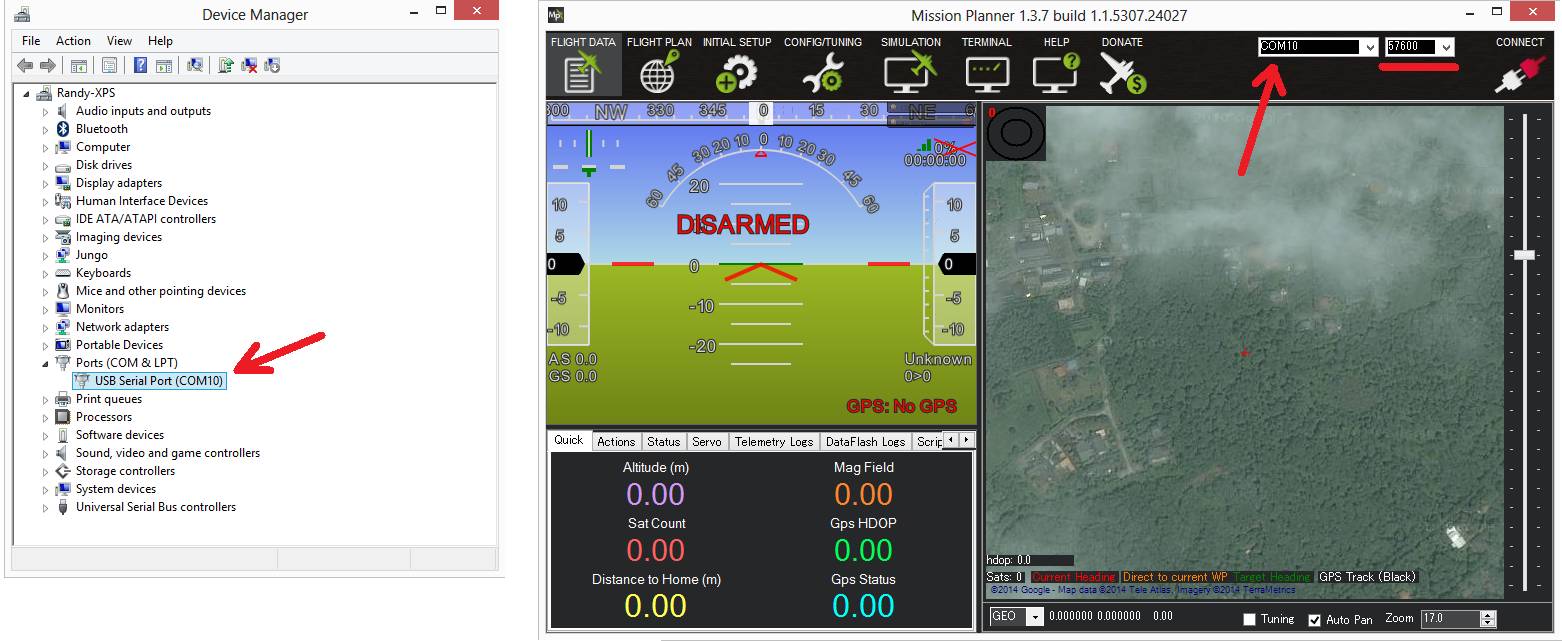 Device Manager
File Action View Help
Randy-XPS
Audio inputs and outputs
Bluetooth
Computer
Disk drives
Display adapters
Human Interface Devices
IDE ATA/ATAPI controllers
Imaging devices
Jungo
Keyboards
Mice and other pointing devices
Monitors
Network adapters
Portable Devices
Ports (COM & LPT)
USB Serial Port (COM10)
Print queues
Processors
Software devices
Sound, video and game controllers
Storage controllers
System devices
Universal Serial Bus controllers
Mp
Mission Planner 1.3.7 build 1.1.5307.24027
FLIGHT DATA FLIGHT PLAN INITIAL SETUP CONFIG/TUNING SIMULATION TERMINAL HELP DONATE
COM10 57600 CONNECT
300 NW 330 345 0 15 30 NE 6
0%
00:00:00
60 45 30 20 10 0 10 20 30 45 60
20
DISARMED
10 5 0 -5 -10
0
-10
-20
10 5 0 -5 -10
AS 0.0
GS 0.0
Unknown
0>0
GPS: No GPS
Quick Actions Status Servo Telemetry Logs DataFlash Logs Scrip
Altitude (m) Mag Field
0.00 0.00
Sat Count Gps HDOP
0.00 0.00
Distance to Home (m) Gps Status
0.00 0.00
0
hdop: 0.0
Sats: 0 Current Heading Direct to current WP Target Heading GPS Track (Black)
©2014 Google - Map data ©2014 Tele Atlas, Imagery ©2014 TerraMetrics
GEO 0.000000 0.000000 0.00 Tuning Auto Pan Zoom 17.0